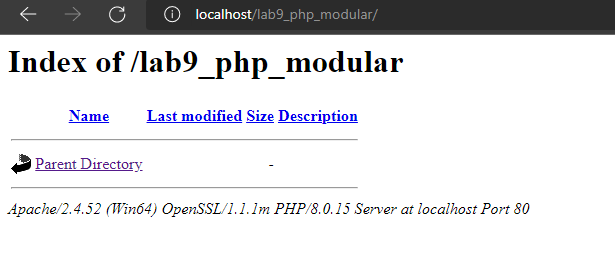 localhost/lab9_php_modular/
Index of /lab9_php_modular
Name Last modified Size Description
Parent Directory -
Apache/2.4.52 (Win64) OpenSSL/1.1.1m PHP/8.0.15 Server at localhost Port 80